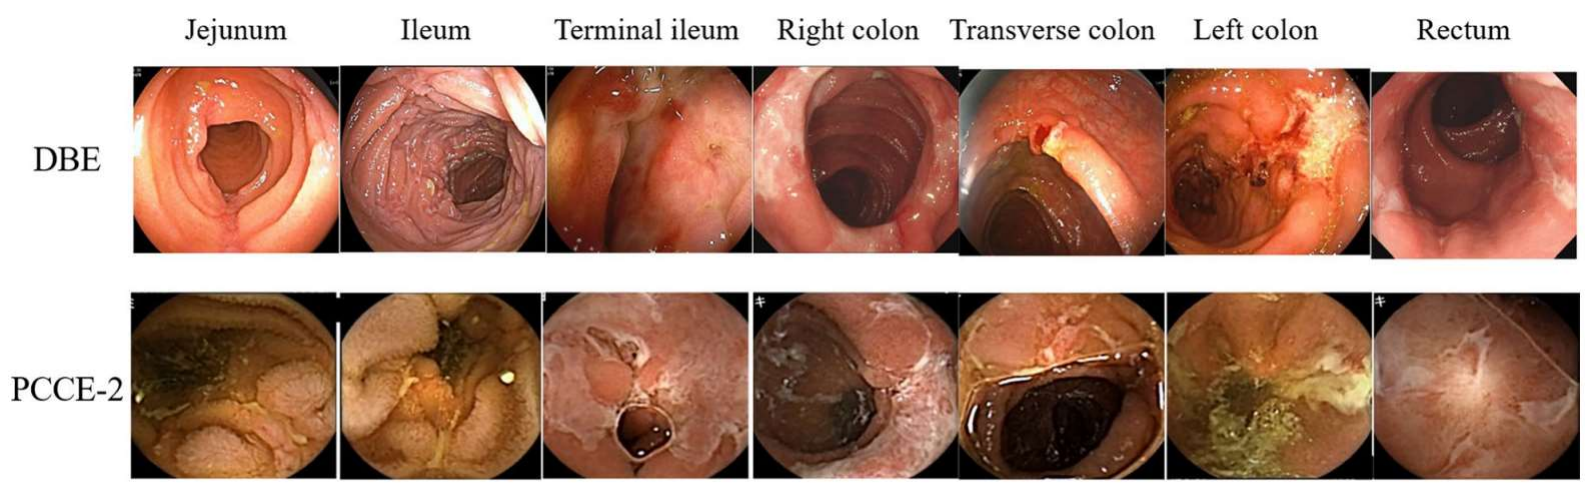 Jejunum Ileum Terminal ileum Right colon Transverse colon Left colon Rectum
DBE
PCCE-2